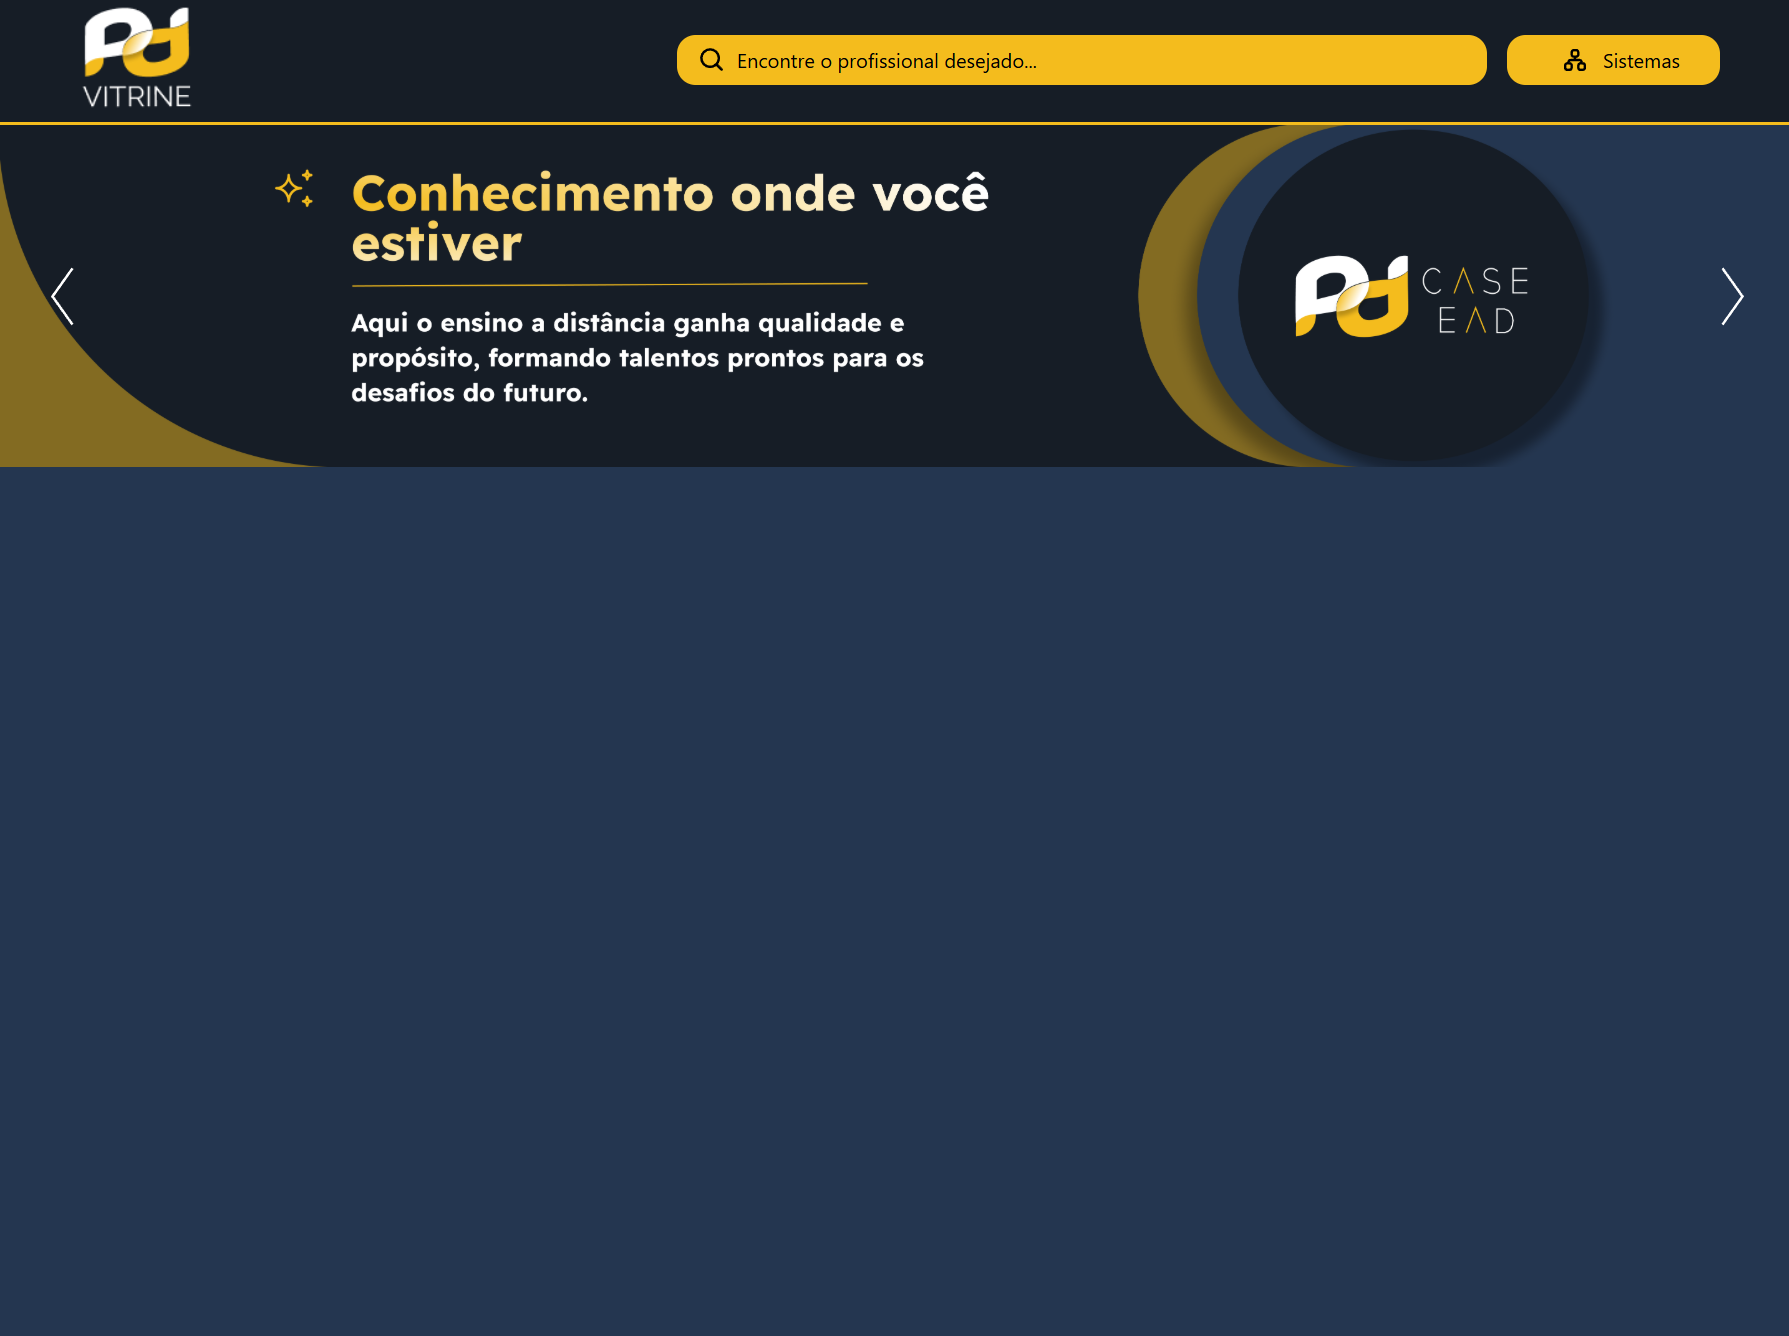 VITRINE
Encontre o profissional desejado...
Sistemas
Conhecimento onde você
estiver
Aqui o ensino a distância ganha qualidade e
propósito, formando talentos prontos para os
desafios do futuro.
CASE
EAD